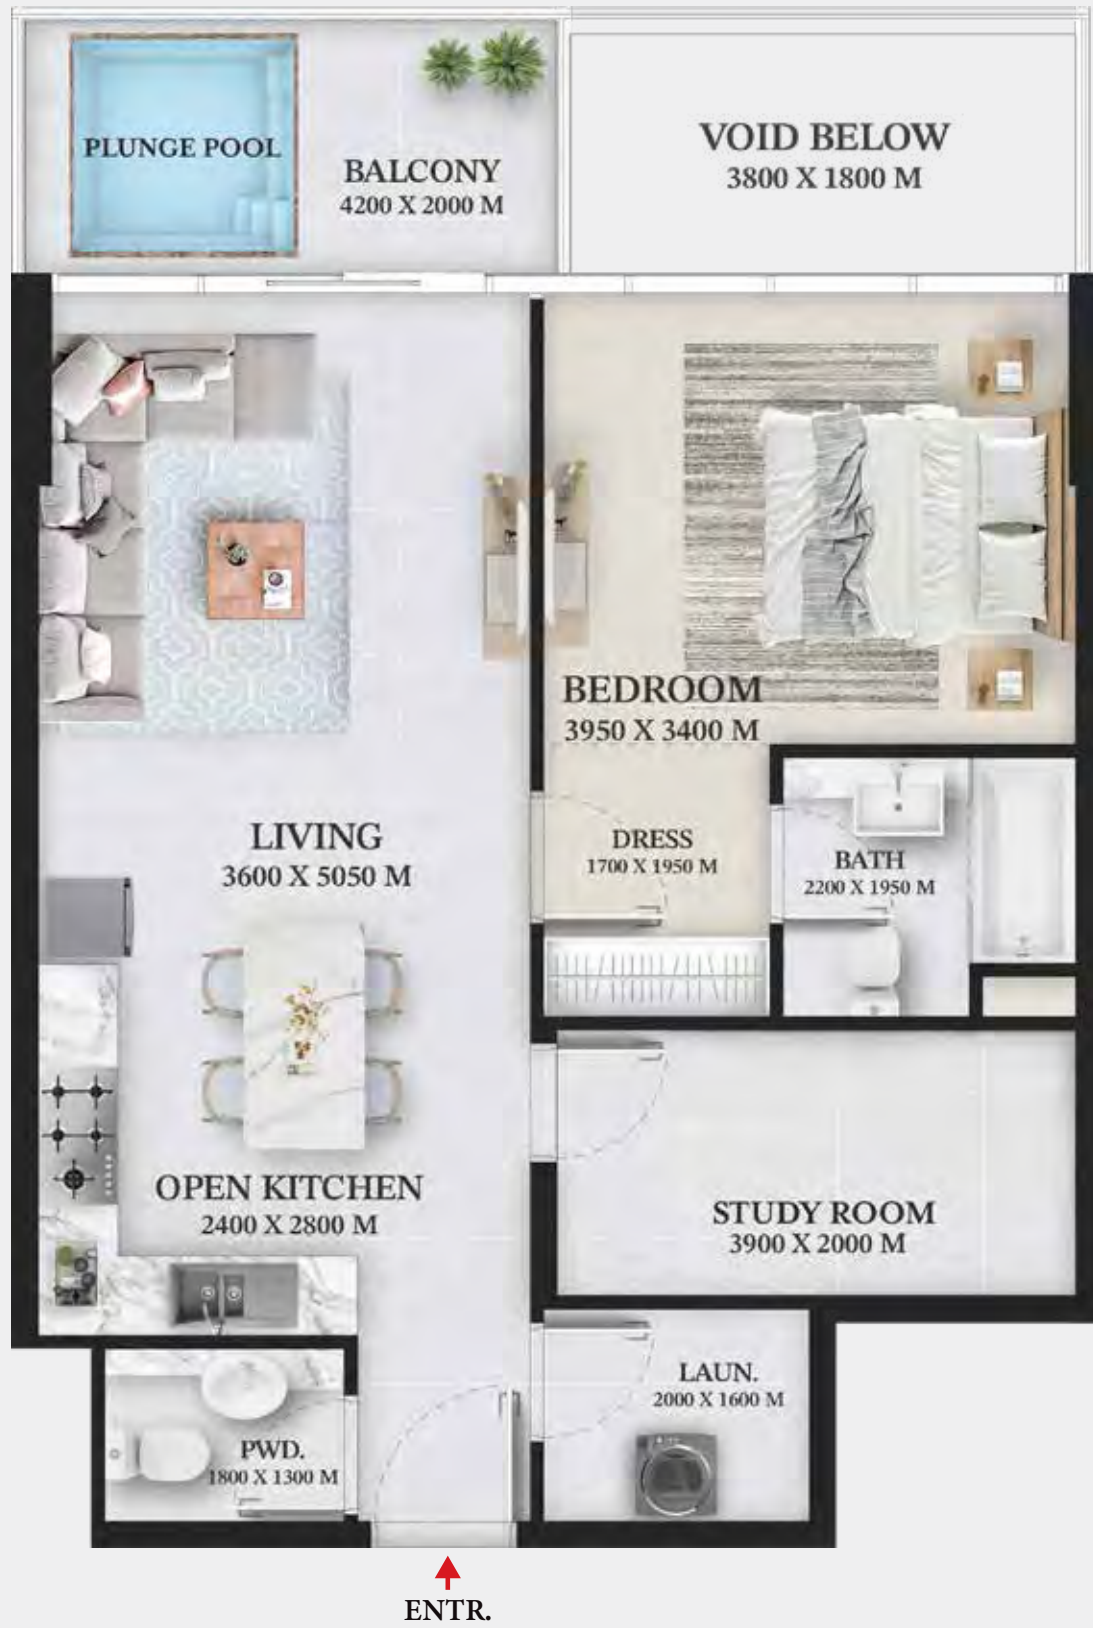 PLUNGE POOL
BALCONY
4200 X 2000 M
VOID BELOW
3800 X 1800 M
BEDROOM
3950 X 3400 M
LIVING
3600 X 5050 M
DRESS
1700 X 1950 M
BATH
2200 X 1950 M
OPEN KITCHEN
2400 X 2800 M
STUDY ROOM
3900 X 2000 M
LAUN.
2000 X 1600 M
PWD.
1800 X 1300 M
ENTR.